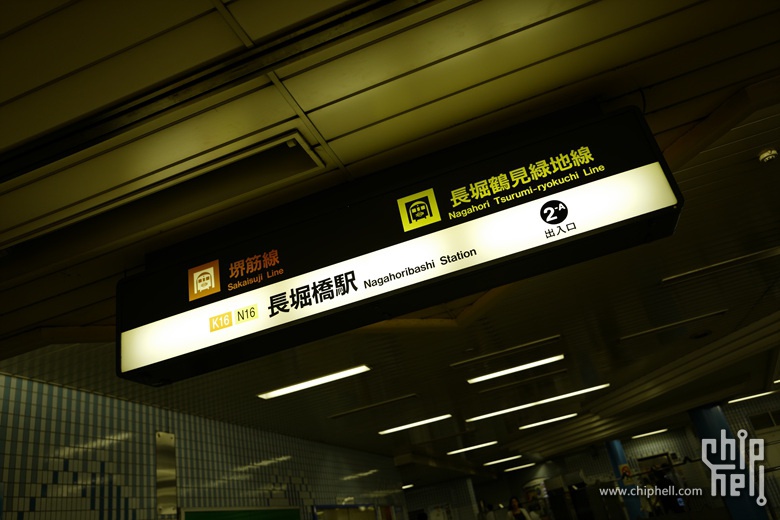 堺筋線
Sakaisuji Line
長堀鶴見緑地線
Nagahori Tsurumi-ryokuchi Line
K16 N16 長堀橋駅 Nagahoribashi Station
2-A
出入口
chip hell
www.chiphell.com